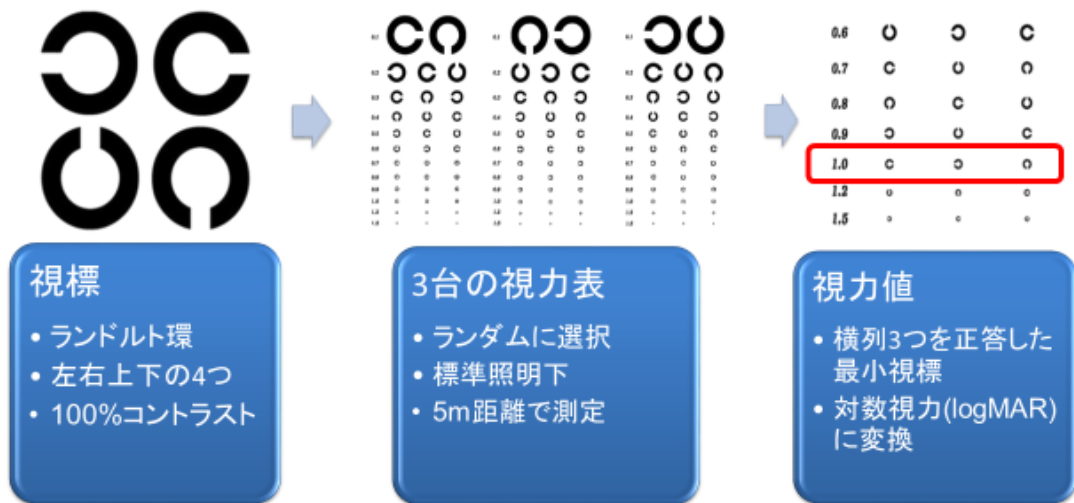 0.6
0.7
0.8
0.9
1.0
1.2
1.5
視標
• ランドルト環
• 左右上下の4つ
• 100%コントラスト
3台の視力表
• ランダムに選択
• 標準照明下
• 5m距離で測定
視力値
• 横列3つを正答した
最小視標
• 対数視力(logMAR)
に変換